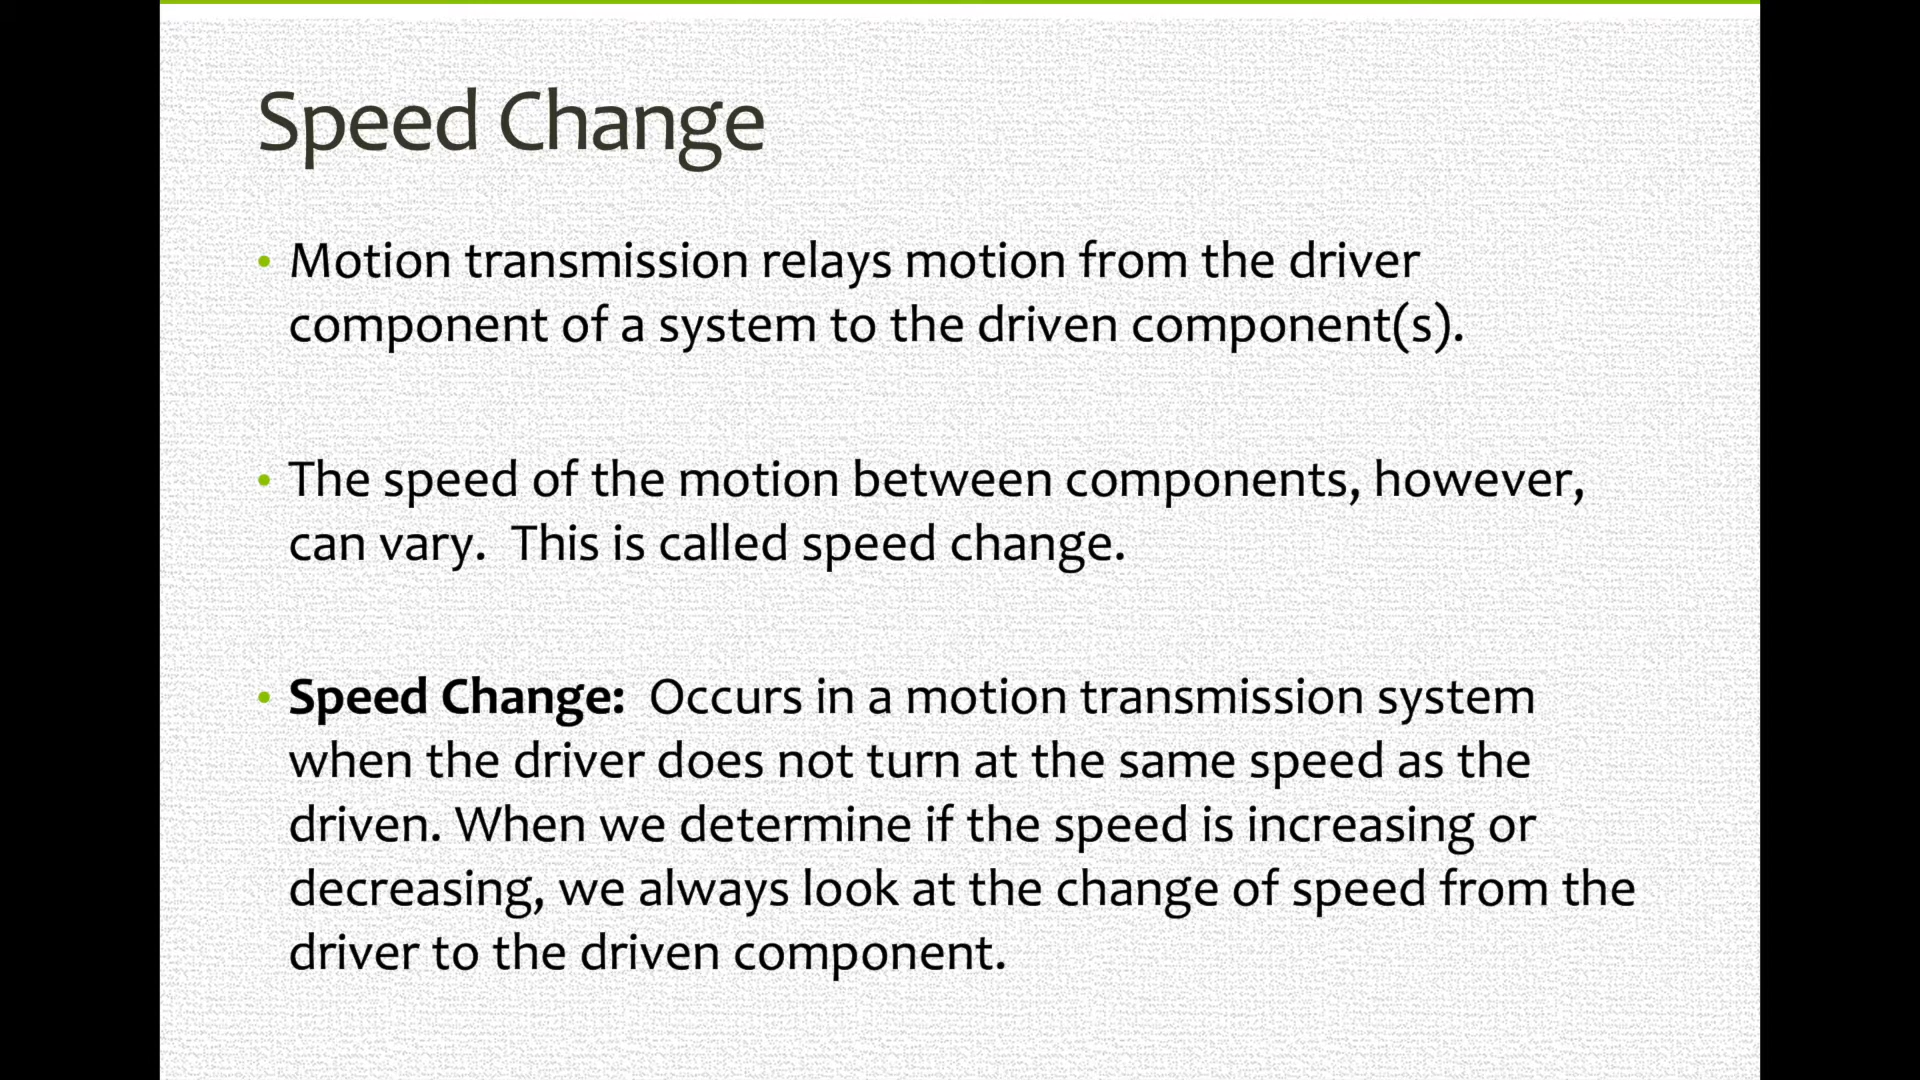 Speed Change
• Motion transmission relays motion from the driver
component of a system to the driven component(s).
• The speed of the motion between components, however,
can vary.  This is called speed change.
• Speed Change:  Occurs in a motion transmission system
when the driver does not turn at the same speed as the
driven. When we determine if the speed is increasing or
decreasing, we always look at the change of speed from the
driver to the driven component.